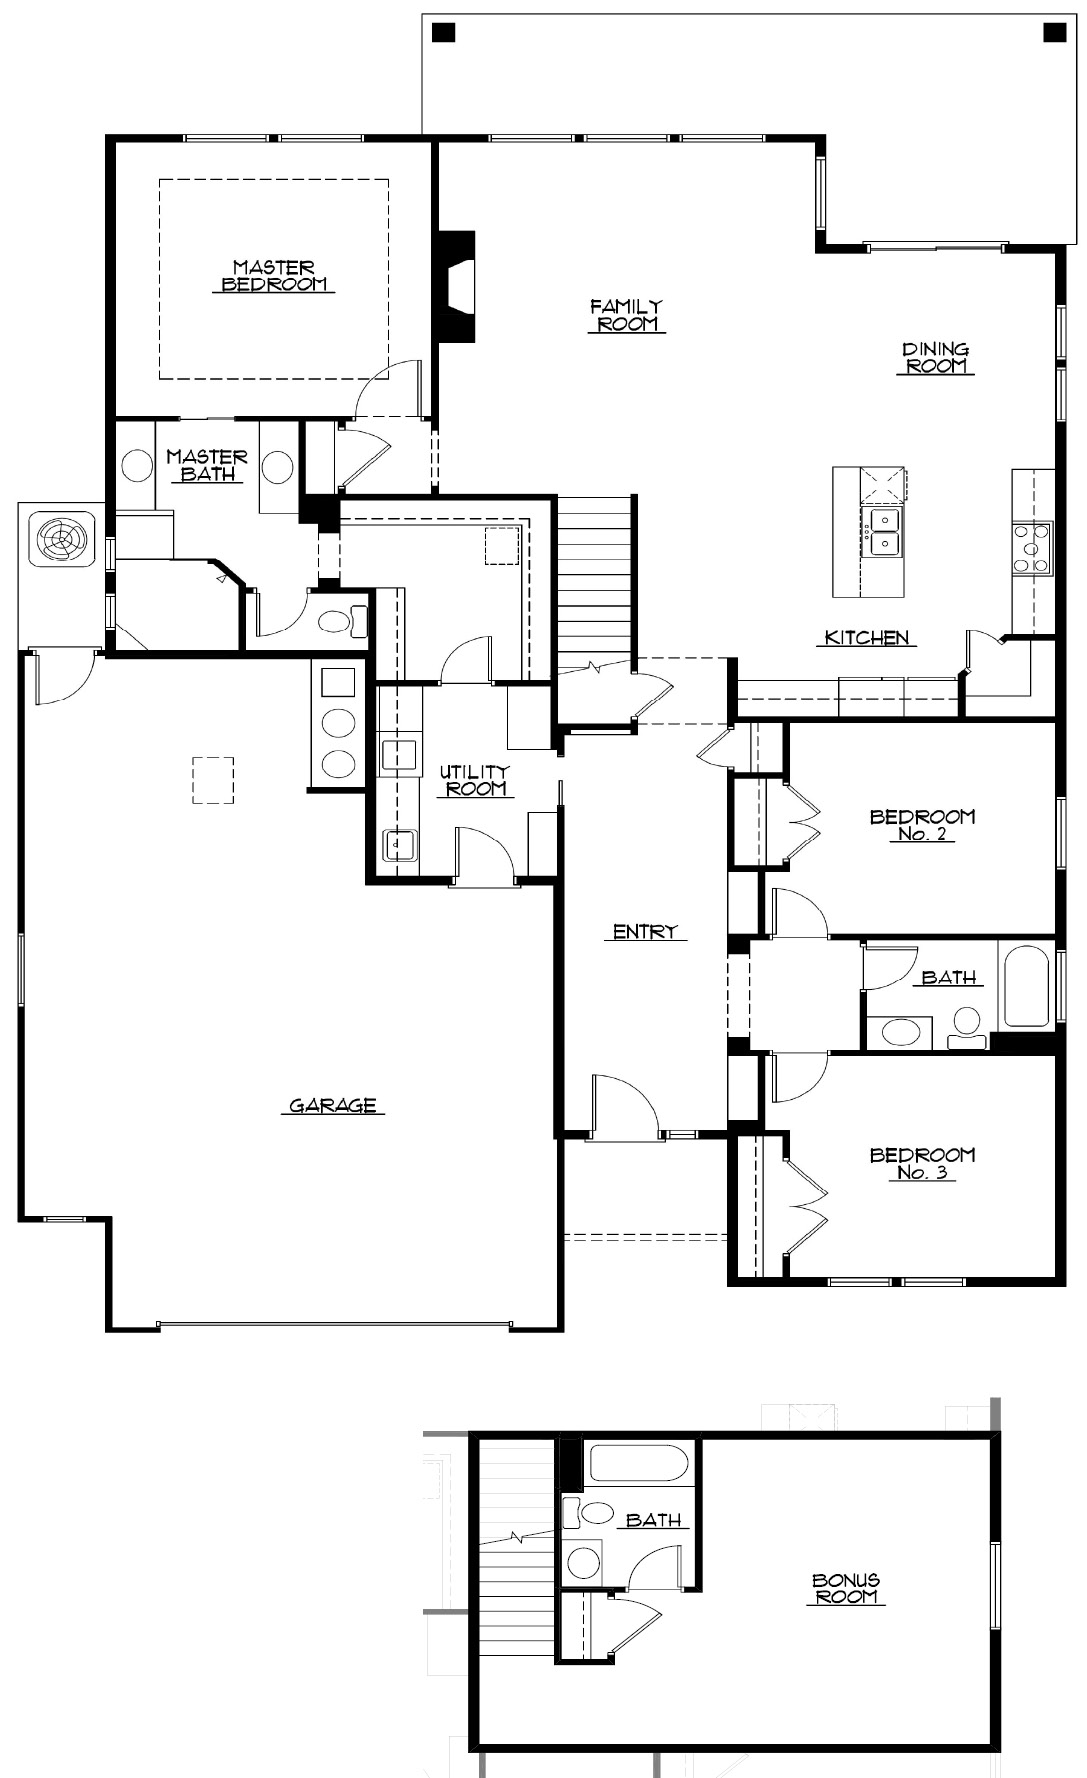 MASTER
BEDROOM
FAMILY
ROOM
DINING
ROOM
MASTER
BATH
KITCHEN
UTILITY
ROOM
BEDROOM
No. 2
ENTRY
BATH
GARAGE
BEDROOM
No. 3
BATH
BONUS
ROOM